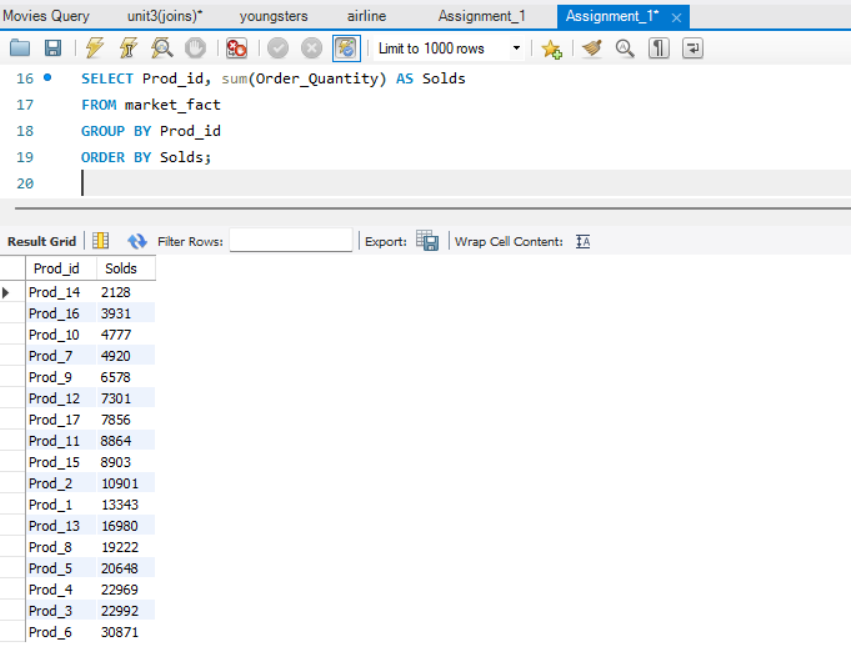 Movies Query unit3(joins)* youngsters airline Assignment_1 Assignment_1* ×
Limit to 1000 rows
16 SELECT Prod_id, sum(Order_Quantity) AS Solds
17 FROM market_fact
18 GROUP BY Prod_id
19 ORDER BY Solds;
20
Result Grid Filter Rows: Export: Wrap Cell Content: IA
Prod_id Solds
Prod_14 2128
Prod_16 3931
Prod_10 4777
Prod_7 4920
Prod_9 6578
Prod_12 7301
Prod_17 7856
Prod_11 8864
Prod_15 8903
Prod_2 10901
Prod_1 13343
Prod_13 16980
Prod_8 19222
Prod_5 20648
Prod_4 22969
Prod_3 22992
Prod_6 30871